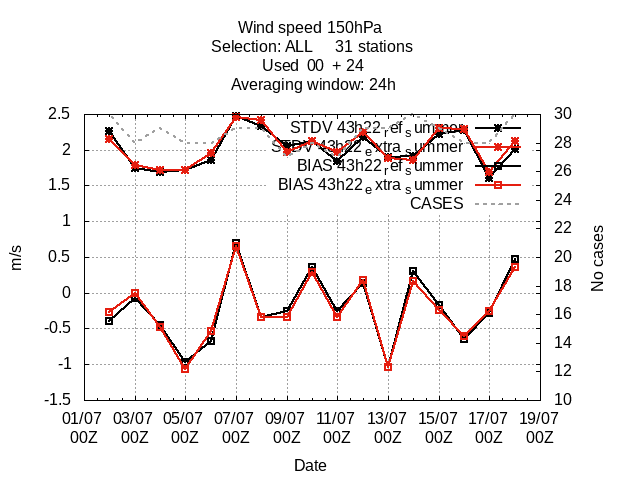 Wind speed 150hPa
Selection: ALL 31 stations
Used 00 + 24
Averaging window: 24h
STDV 43h22_ref_summer
STDV 43h22_extra_summer
BIAS 43h22_ref_summer
BIAS 43h22_extra_summer
CASES
m/s
2.5
2
1.5
1
0.5
0
-0.5
-1
-1.5
No cases
30
28
26
24
22
20
18
16
14
12
10
01/07 03/07 05/07 07/07 09/07 11/07 13/07 15/07 17/07 19/07
00Z 00Z 00Z 00Z 00Z 00Z 00Z 00Z 00Z 00Z
Date